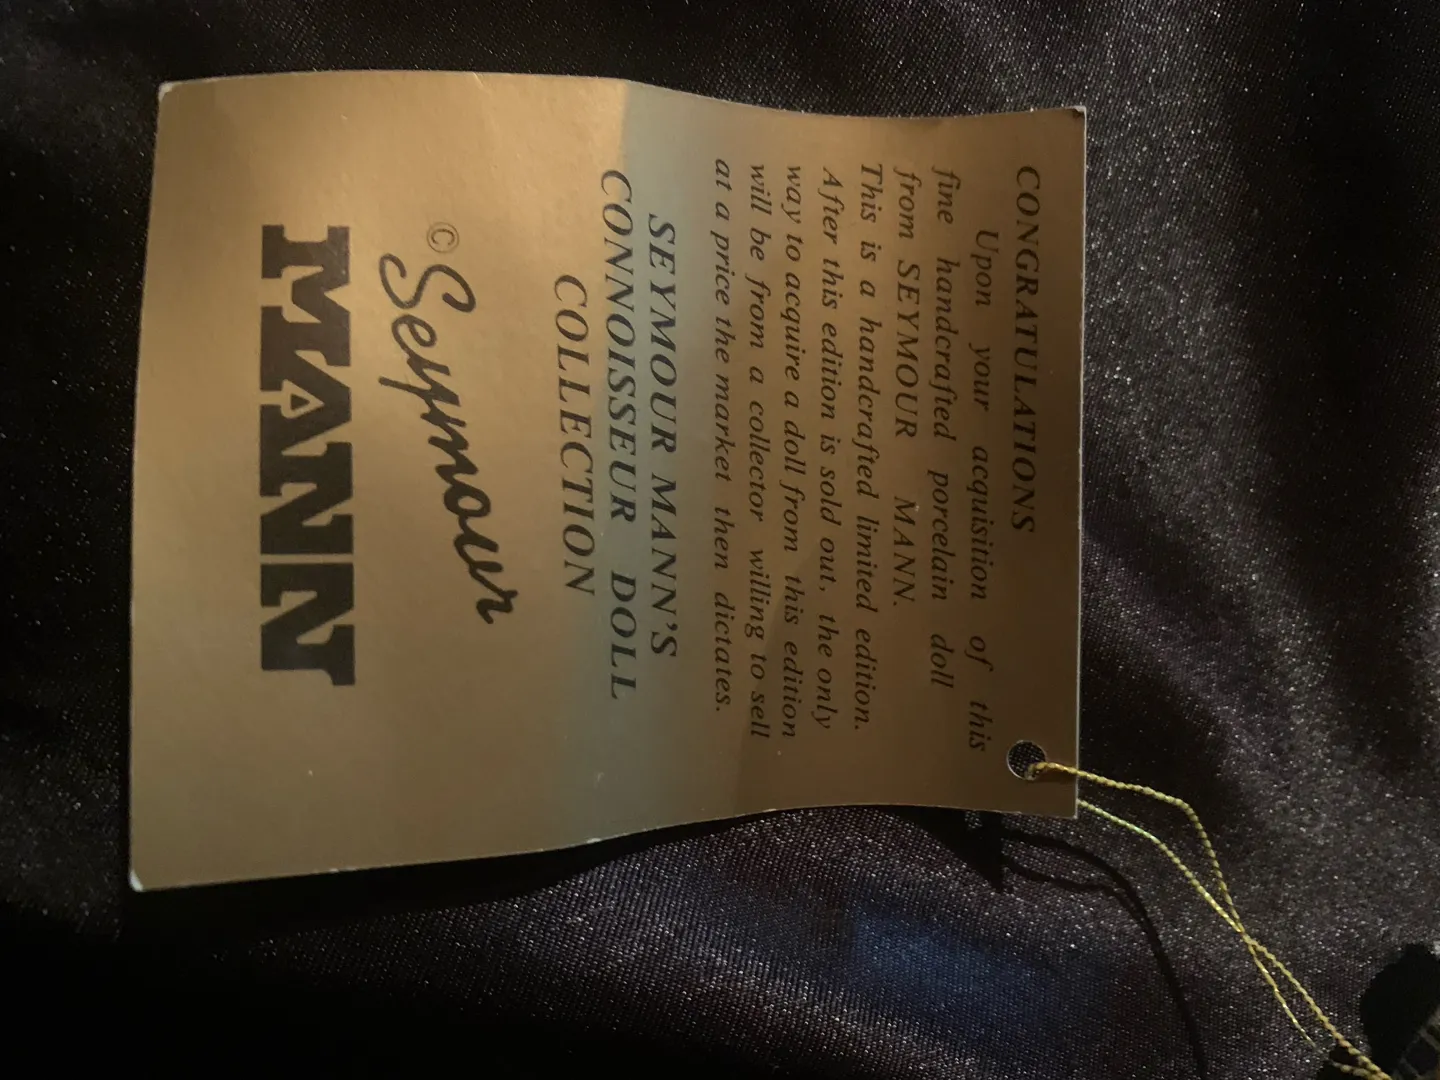 CONGRATULATIONS
Upon your acquisition of this
fine handcrafted porcelain doll
from SEYMOUR MANN.
This is a handcrafted limited edition.
After this edition is sold out, the only
way to acquire a doll from this edition
will be from a collector willing to sell
at a price the market then dictates.
SEYMOUR MANN'S
CONNOISSEUR DOLL
COLLECTION
©Seymour
MANN